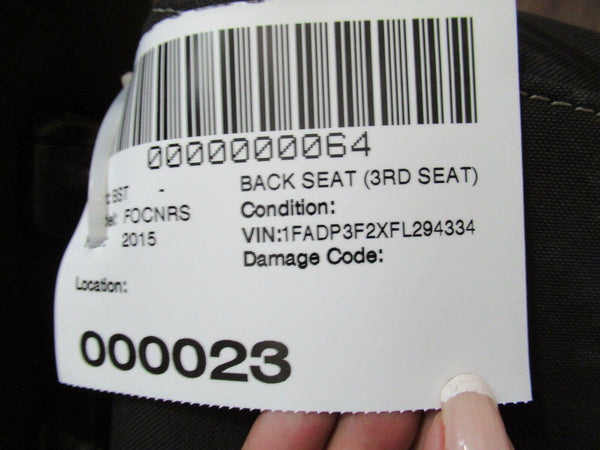 0000000064
BST - BACK SEAT (3RD SEAT)
FOCNRS Condition:
2015 VIN:1FADP3F2XFL294334
Damage Code:
Location:
000023